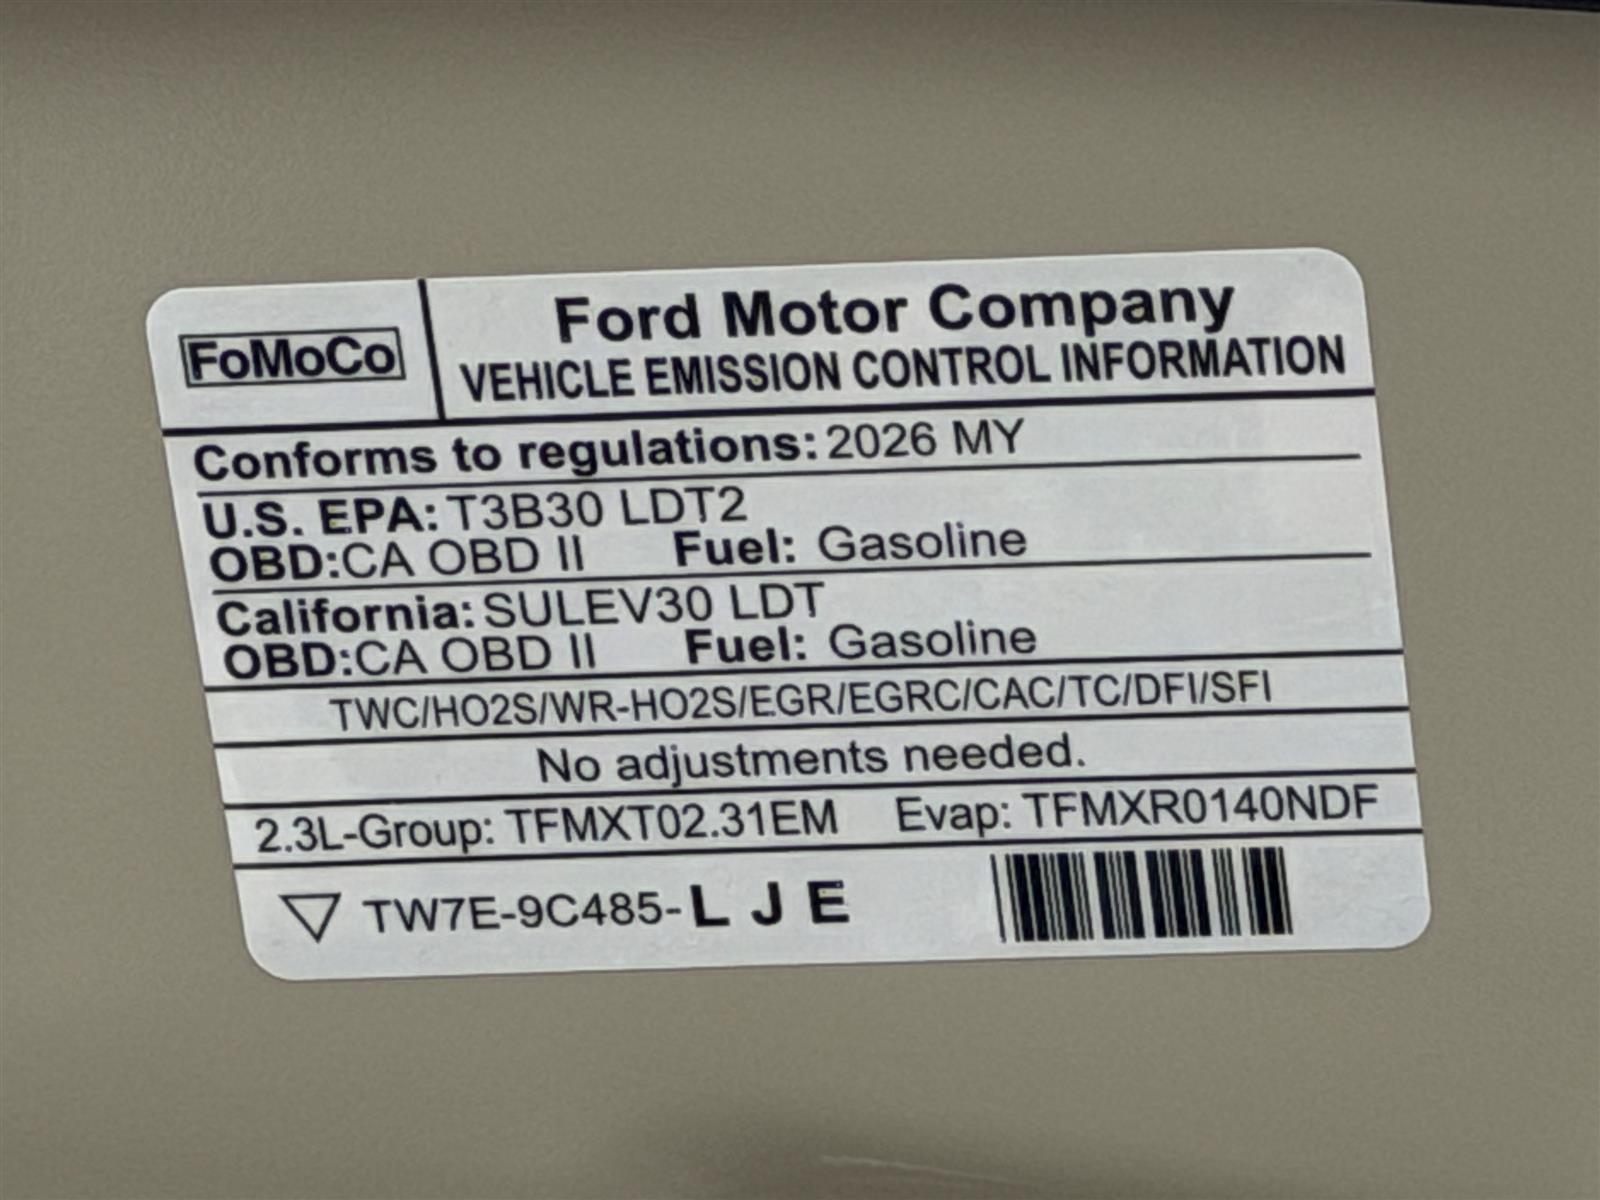 FoMoCo
Ford Motor Company
VEHICLE EMISSION CONTROL INFORMATION
Conforms to regulations: 2026 MY
U.S. EPA: T3B30 LDT2
OBD:CA OBD II Fuel: Gasoline
California: SULEV30 LDT
OBD:CA OBD II Fuel: Gasoline
TWC/HO2S/WR-HO2S/EGR/EGRC/CAC/TC/DFI/SFI
No adjustments needed.
2.3L-Group: TFMXT02.31EM Evap: TFMXR0140NDF
TW7E-9C485-L J E